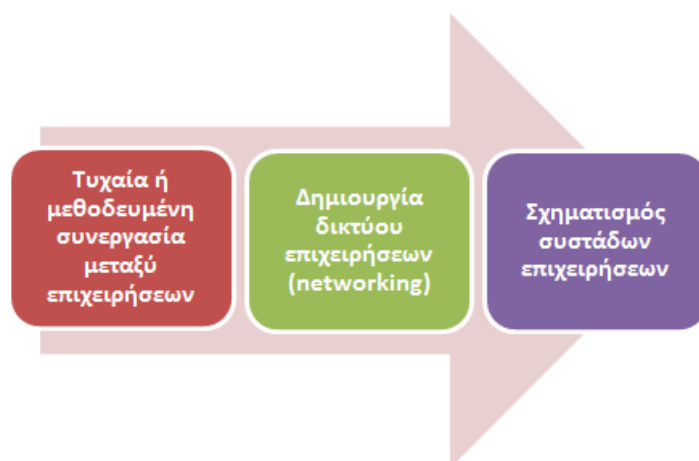 Τυχαία ή
μεθοδευμένη
συνεργασία
μεταξύ
επιχειρήσεων
Δημιουργία
δικτύου
επιχειρήσεων
(networking)
Σχηματισμός
συστάδων
επιχειρήσεων